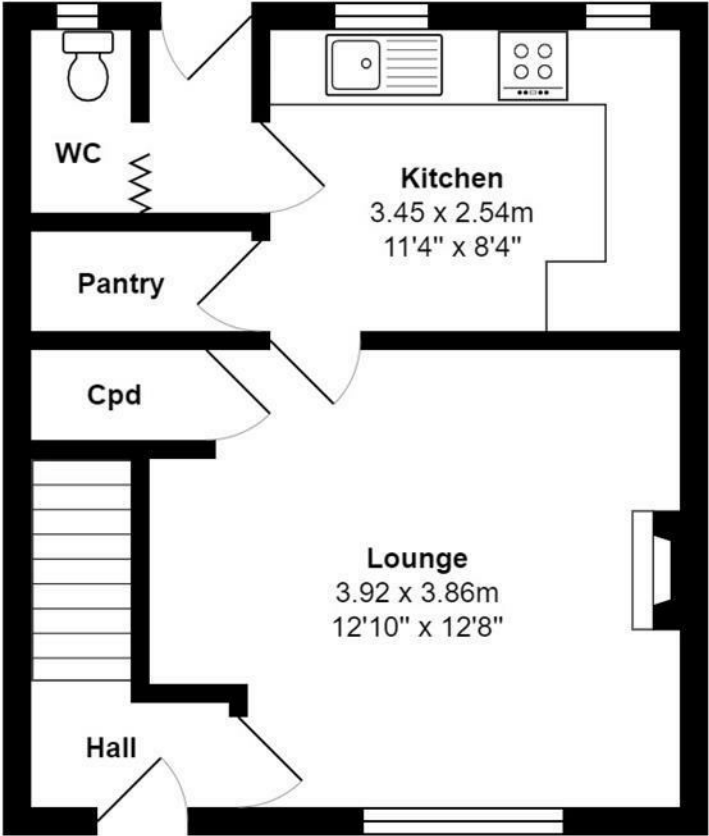 WC
Kitchen
3.45 x 2.54m
11'4" x 8'4"
Pantry
Cpd
Lounge
3.92 x 3.86m
12'10" x 12'8"
Hall